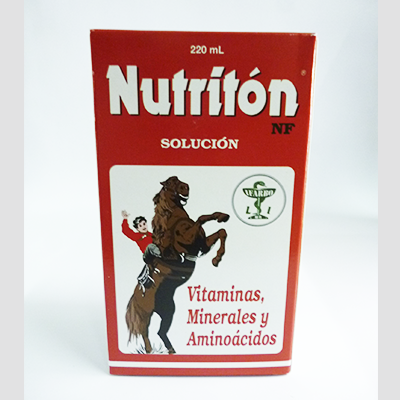 220 mL
Nutritón
NF
SOLUCIÓN
Vitaminas,
Minerales y
Aminoácidos